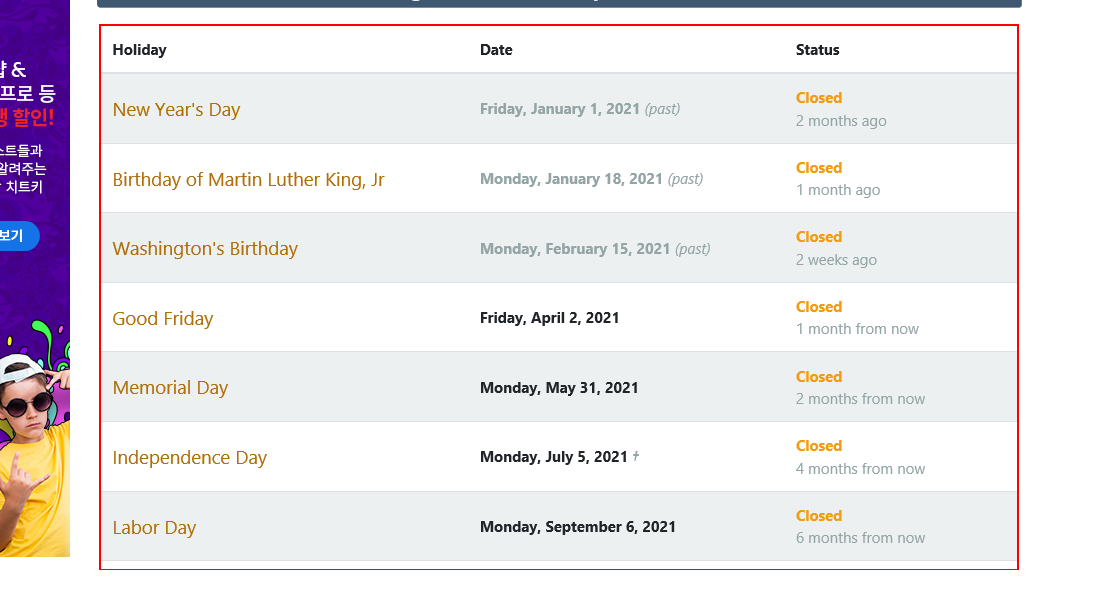 &
프로 등
할인!
스트들과
알려주는
치트키
보기
Holiday Date Status
New Year's Day Friday, January 1, 2021 (past) Closed
2 months ago
Birthday of Martin Luther King, Jr Monday, January 18, 2021 (past) Closed
1 month ago
Washington's Birthday Monday, February 15, 2021 (past) Closed
2 weeks ago
Good Friday Friday, April 2, 2021 Closed
1 month from now
Memorial Day Monday, May 31, 2021 Closed
2 months from now
Independence Day Monday, July 5, 2021 † Closed
4 months from now
Labor Day Monday, September 6, 2021 Closed
6 months from now